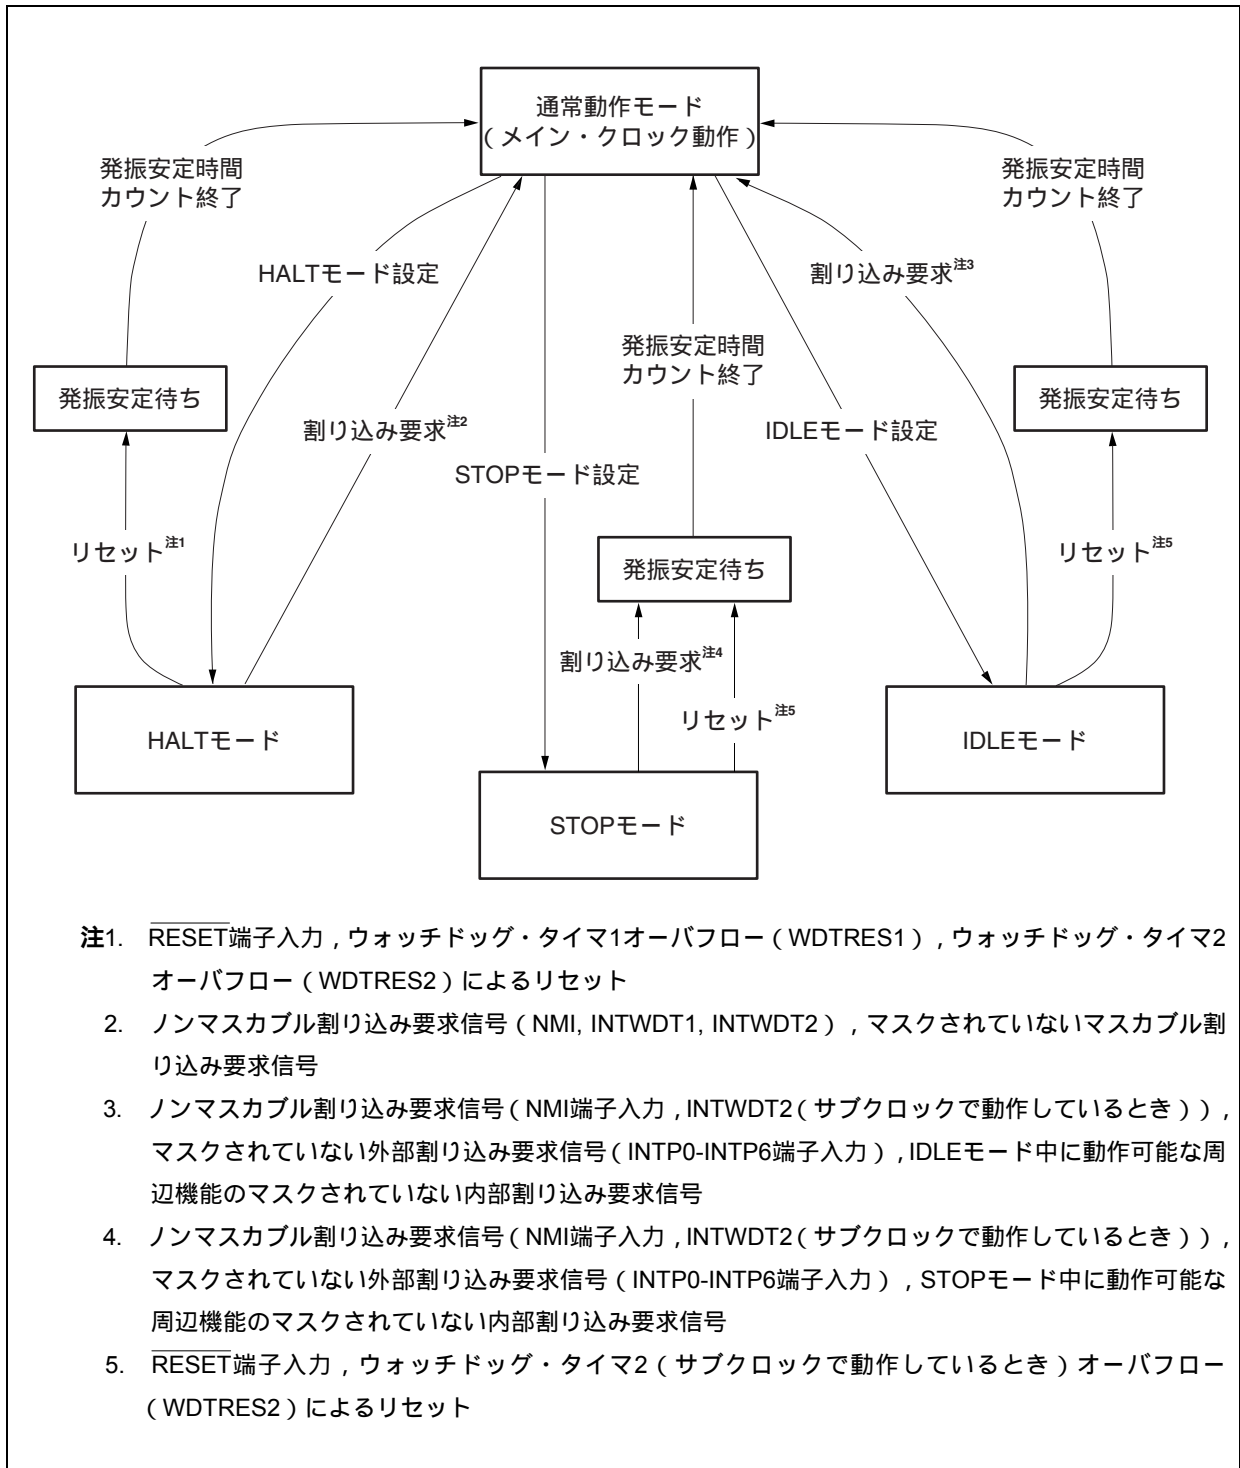 通常動作モード
（メイン・クロック動作）
発振安定時間
カウント終了
発振安定時間
カウント終了
HALTモード設定
割り込み要求注3
発振安定時間
カウント終了
発振安定待ち
発振安定待ち
割り込み要求注2
IDLEモード設定
STOPモード設定
リセット注1
発振安定待ち
リセット注5
割り込み要求注4
リセット注5
HALTモード
IDLEモード
STOPモード
注1. RESET端子入力，ウォッチドッグ・タイマ1オーバフロー（WDTRES1），ウォッチドッグ・タイマ2
オーバフロー（WDTRES2）によるリセット
2. ノンマスカブル割り込み要求信号（NMI, INTWDT1, INTWDT2），マスクされていないマスカブル割
り込み要求信号
3. ノンマスカブル割り込み要求信号（NMI端子入力，INTWDT2（サブクロックで動作しているとき）），
マスクされていない外部割り込み要求信号（INTP0-INTP6端子入力），IDLEモード中に動作可能な周
辺機能のマスクされていない内部割り込み要求信号
4. ノンマスカブル割り込み要求信号（NMI端子入力，INTWDT2（サブクロックで動作しているとき）），
マスクされていない外部割り込み要求信号（INTP0-INTP6端子入力），STOPモード中に動作可能な
周辺機能のマスクされていない内部割り込み要求信号
5. RESET端子入力，ウォッチドッグ・タイマ2（サブクロックで動作しているとき）オーバフロー
（WDTRES2）によるリセット